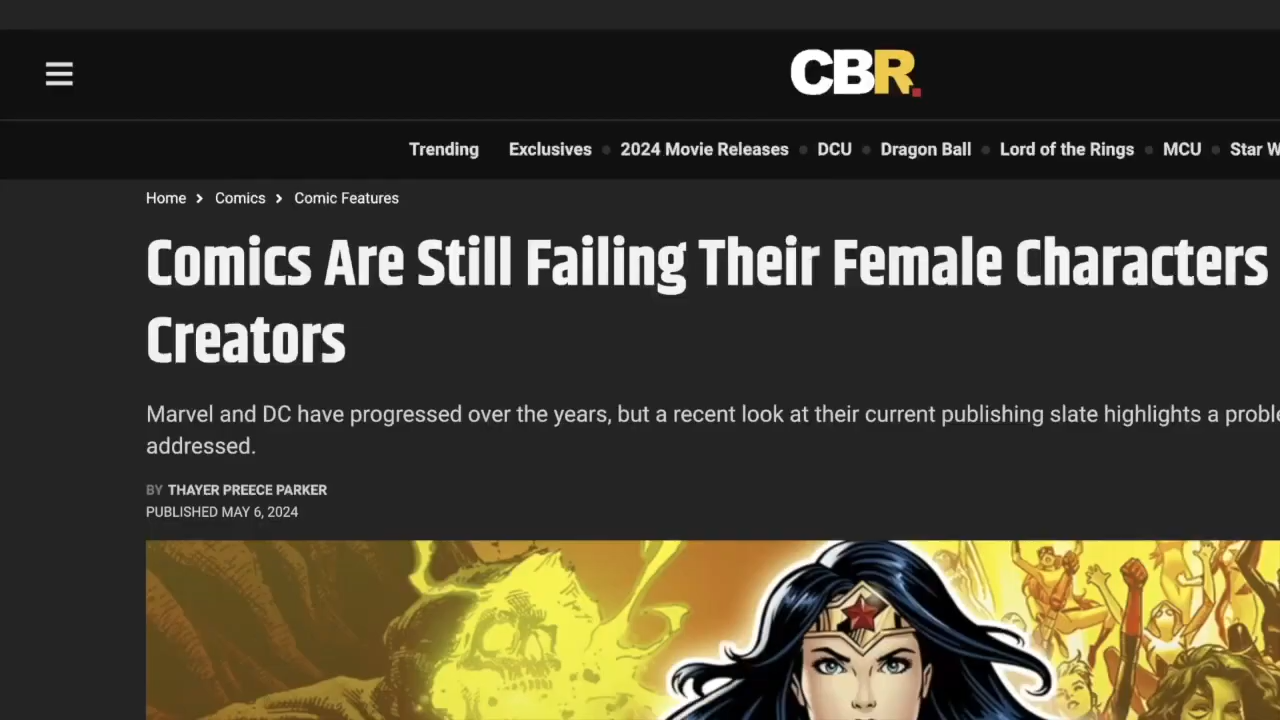 CBR.
Trending Exclusives 2024 Movie Releases DCU Dragon Ball Lord of the Rings MCU Star
Home Comics Comic Features
Comics Are Still Failing Their Female Characters
Creators
Marvel and DC have progressed over the years, but a recent look at their current publishing slate highlights a
addressed.
BY THAYER PREECE PARKER
PUBLISHED MAY 6, 2024